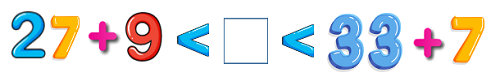 27+9 < □ < 33+7